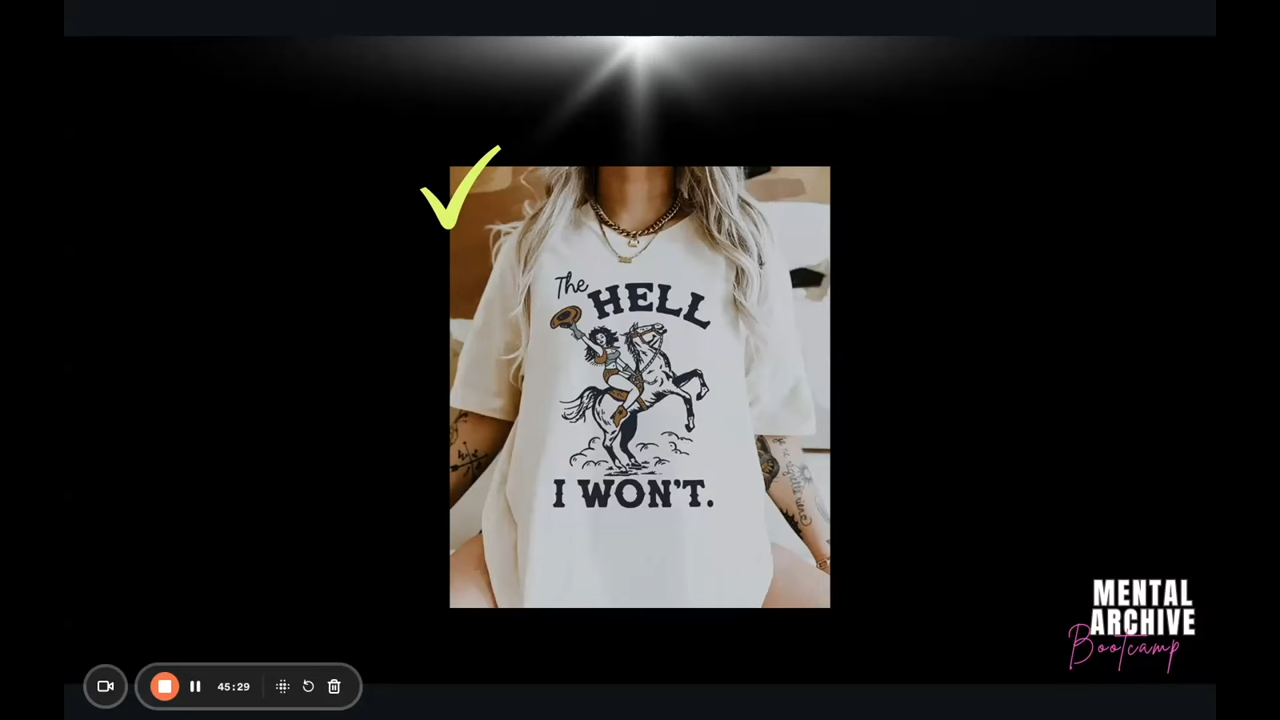 The HELL
I WON'T.
MENTAL
ARCHIVE
Bootcamp
45:29